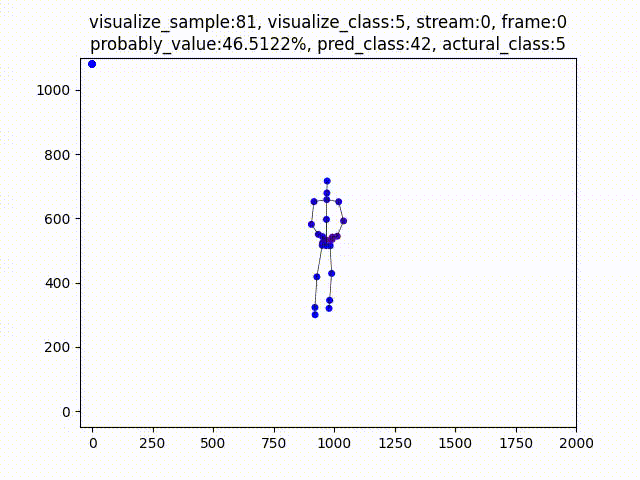 visualize_sample:81, visualize_class:5, stream:0, frame:0
probably_value:46.5122%, pred_class:42, actural_class:5
1000
800
600
400
200
0
0 250 500 750 1000 1250 1500 1750 2000